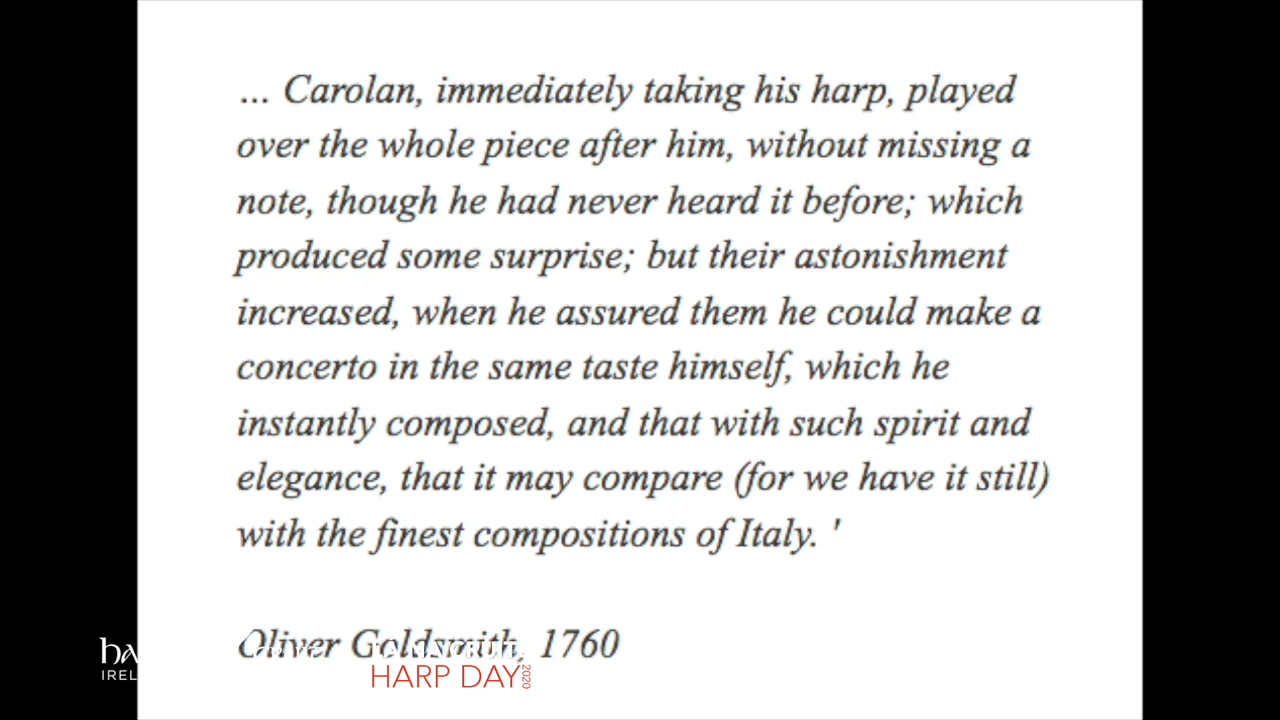 ... Carolan, immediately taking his harp, played
over the whole piece after him, without missing a
note, though he had never heard it before; which
produced some surprise; but their astonishment
increased, when he assured them he could make a
concerto in the same taste himself, which he
instantly composed, and that with such spirit and
elegance, that it may compare (for we have it still)
with the finest compositions of Italy. '
Oliver Goldsmith, 1760
HARP DAY 2020